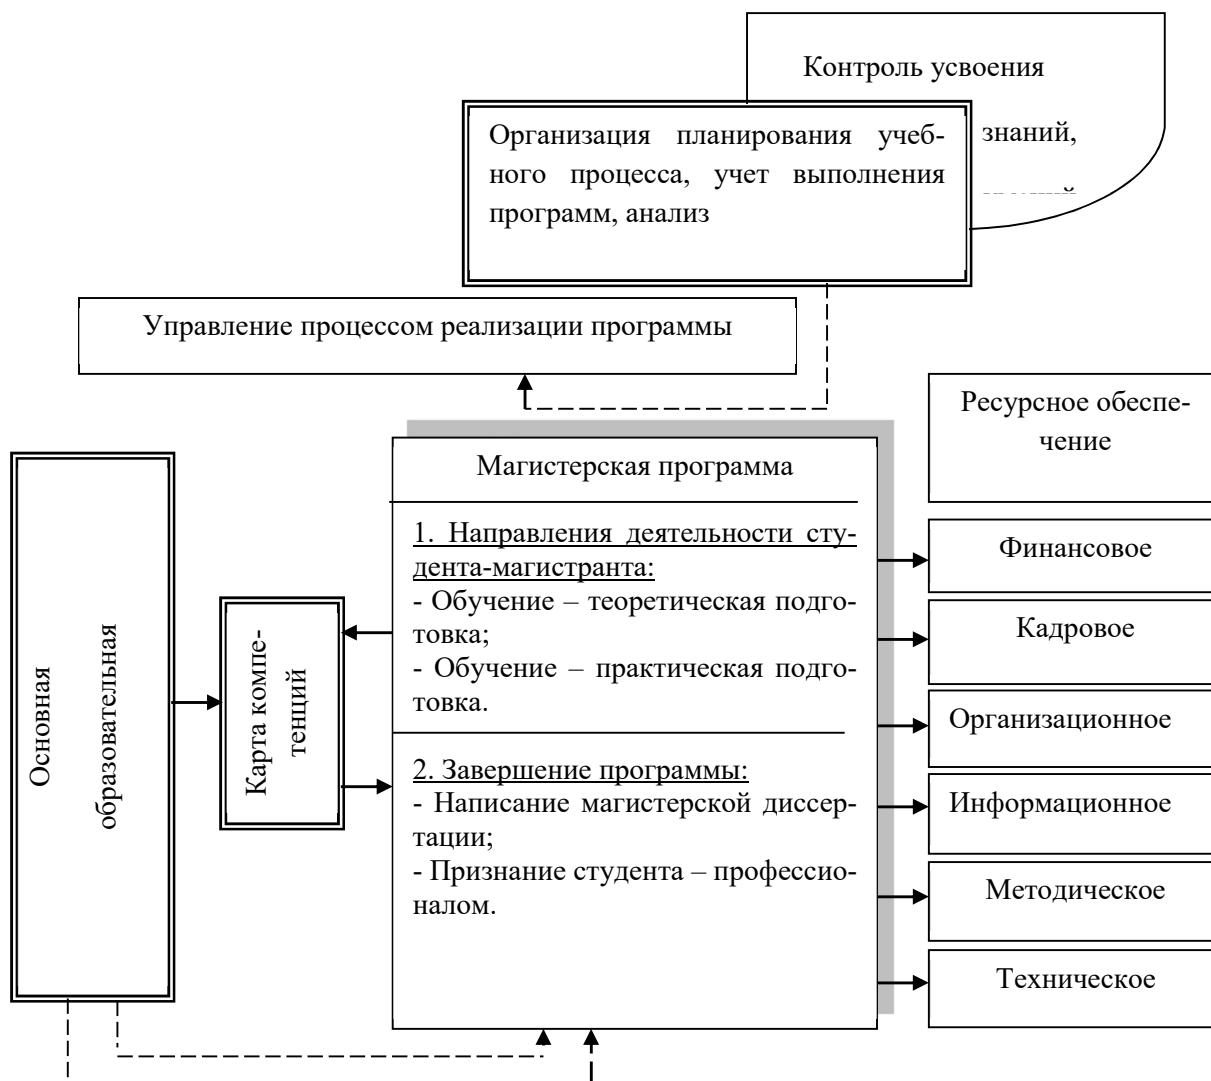 Контроль усвоения
знаний,
Организация планирования учеб-
ного процесса, учет выполнения
программ, анализ
Управление процессом реализации программы
Ресурсное обеспе-
чение
Магистерская программа
1. Направления деятельности сту-
дента-магистранта:
- Обучение – теоретическая подго-
товка;
- Обучение – практическая подго-
товка.
2. Завершение программы:
- Написание магистерской диссер-
тации;
- Признание студента – профессио-
налом.
Основная
образовательная
Карта компе-
тенций
Финансовое
Кадровое
Организационное
Информационное
Методическое
Техническое